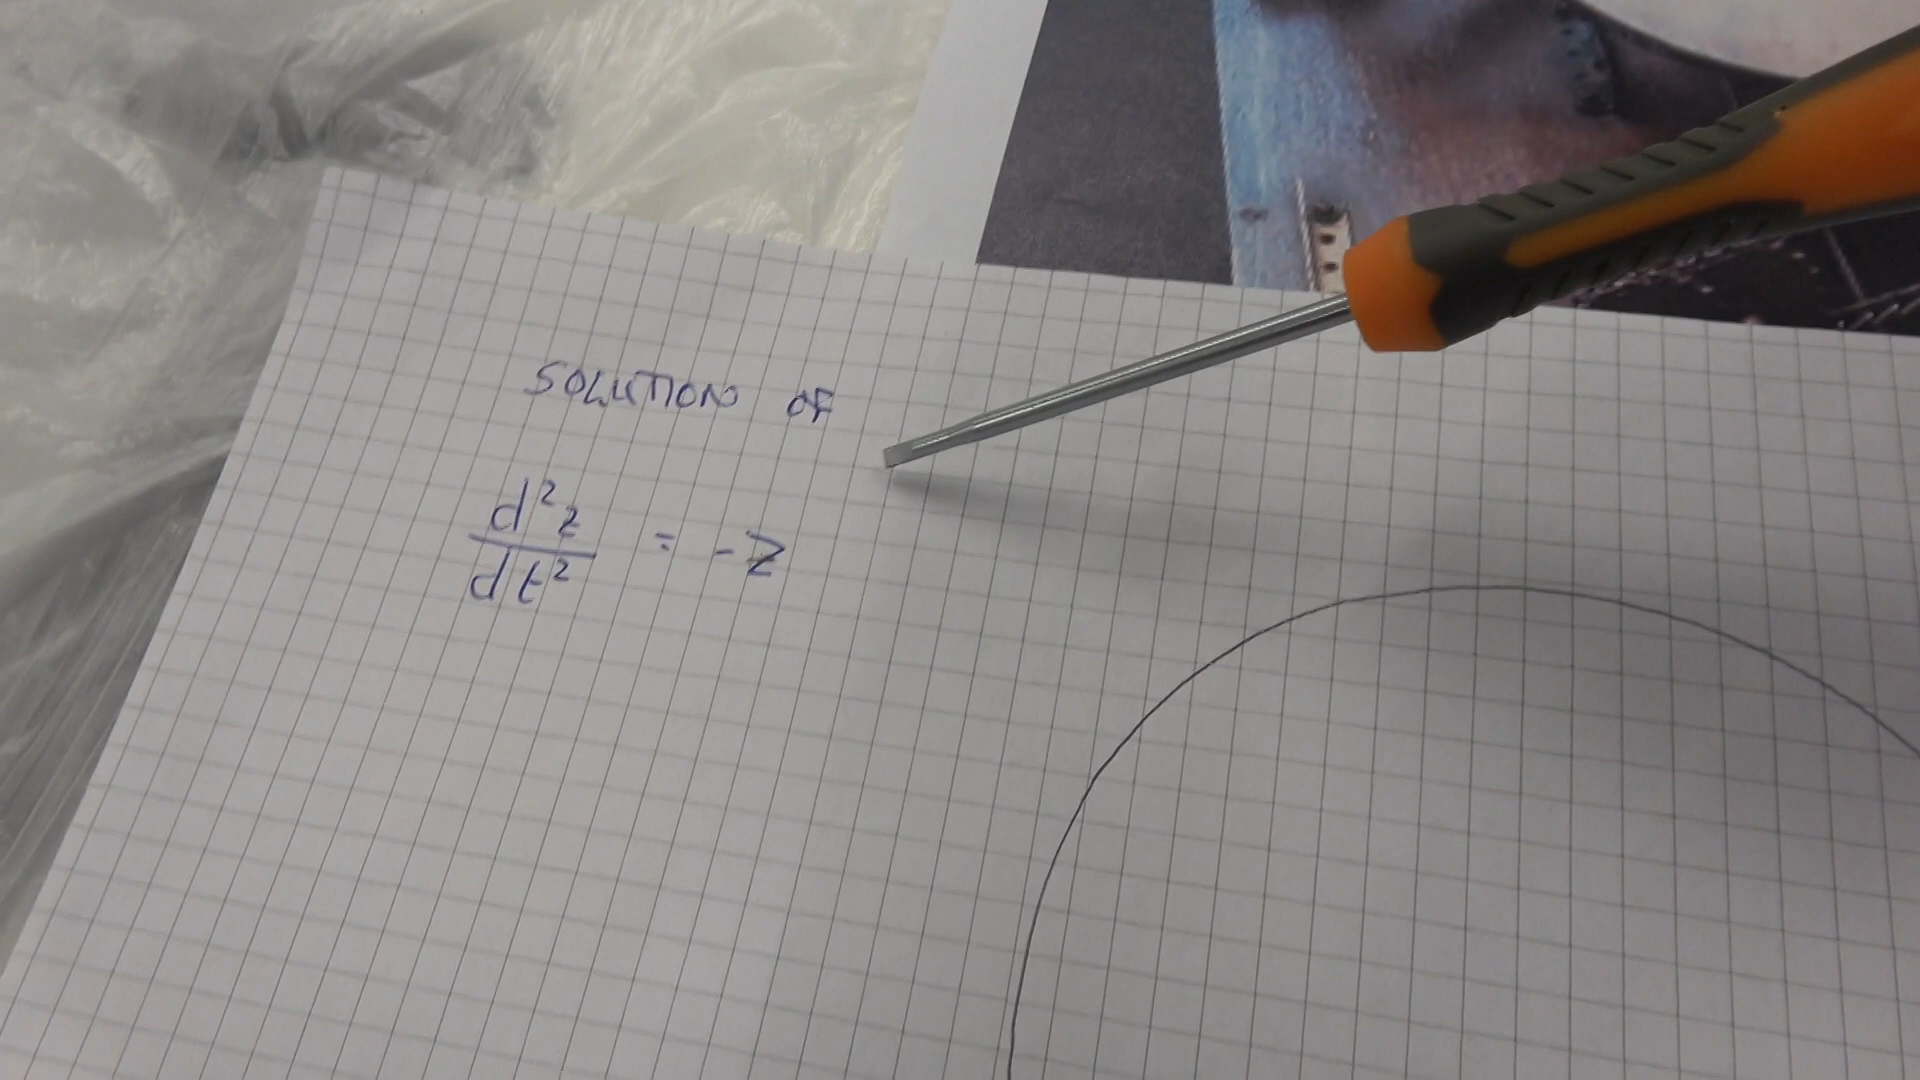 SOLUTION OF
d²z
dt² = -z